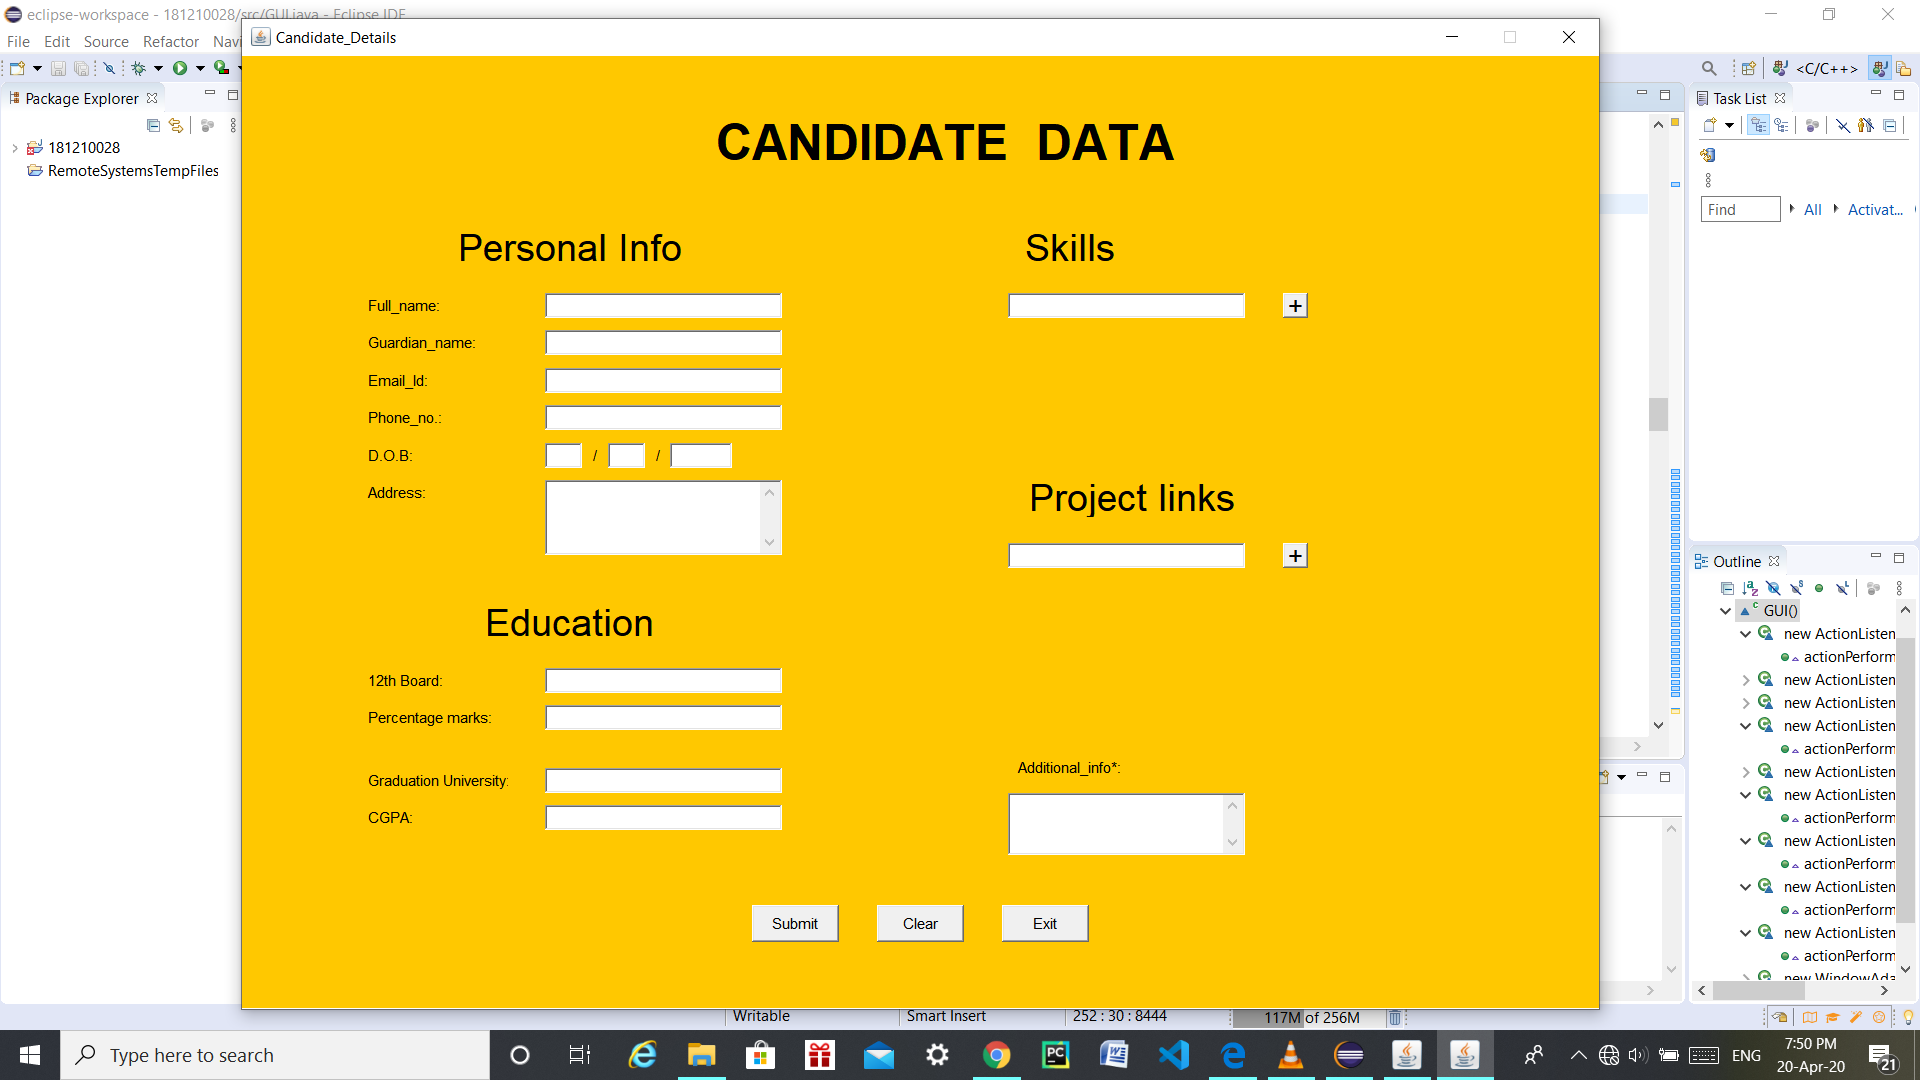 eclipse-workspace - 181210028/src/GUI.java - Eclipse IDE
File Edit Source Refactor Navi
Candidate_Details
<C/C++>
Package Explorer
181210028
RemoteSystemsTempFiles
CANDIDATE DATA
Personal Info
Full_name:
Guardian_name:
Email_Id:
Phone_no.:
D.O.B: / /
Address:
Education
12th Board:
Percentage marks:
Graduation University:
CGPA:
Skills
+
Project links
+
Additional_info*:
Submit Clear Exit
Task List
Find All Activat...
Outline
GUI()
new ActionListen
actionPerform
new ActionListen
new ActionListen
new ActionListen
actionPerform
new ActionListen
new ActionListen
actionPerform
new ActionListen
actionPerform
new ActionListen
actionPerform
new ActionListen
actionPerform
new WindowAda
Writable Smart Insert 252 : 30 : 8444 117M of 256M
Type here to search
ENG
7:50 PM
20-Apr-20
21